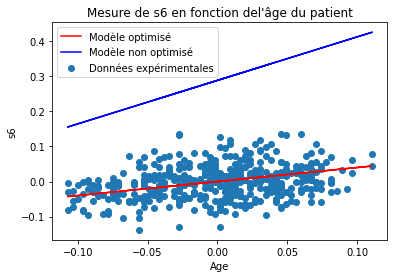 Mesure de s6 en fonction del'âge du patient
Modèle optimisé
Modèle non optimisé
Données expérimentales
s6
0.4
0.3
0.2
0.1
0.0
−0.1
−0.10
−0.05
0.00
0.05
0.10
Age